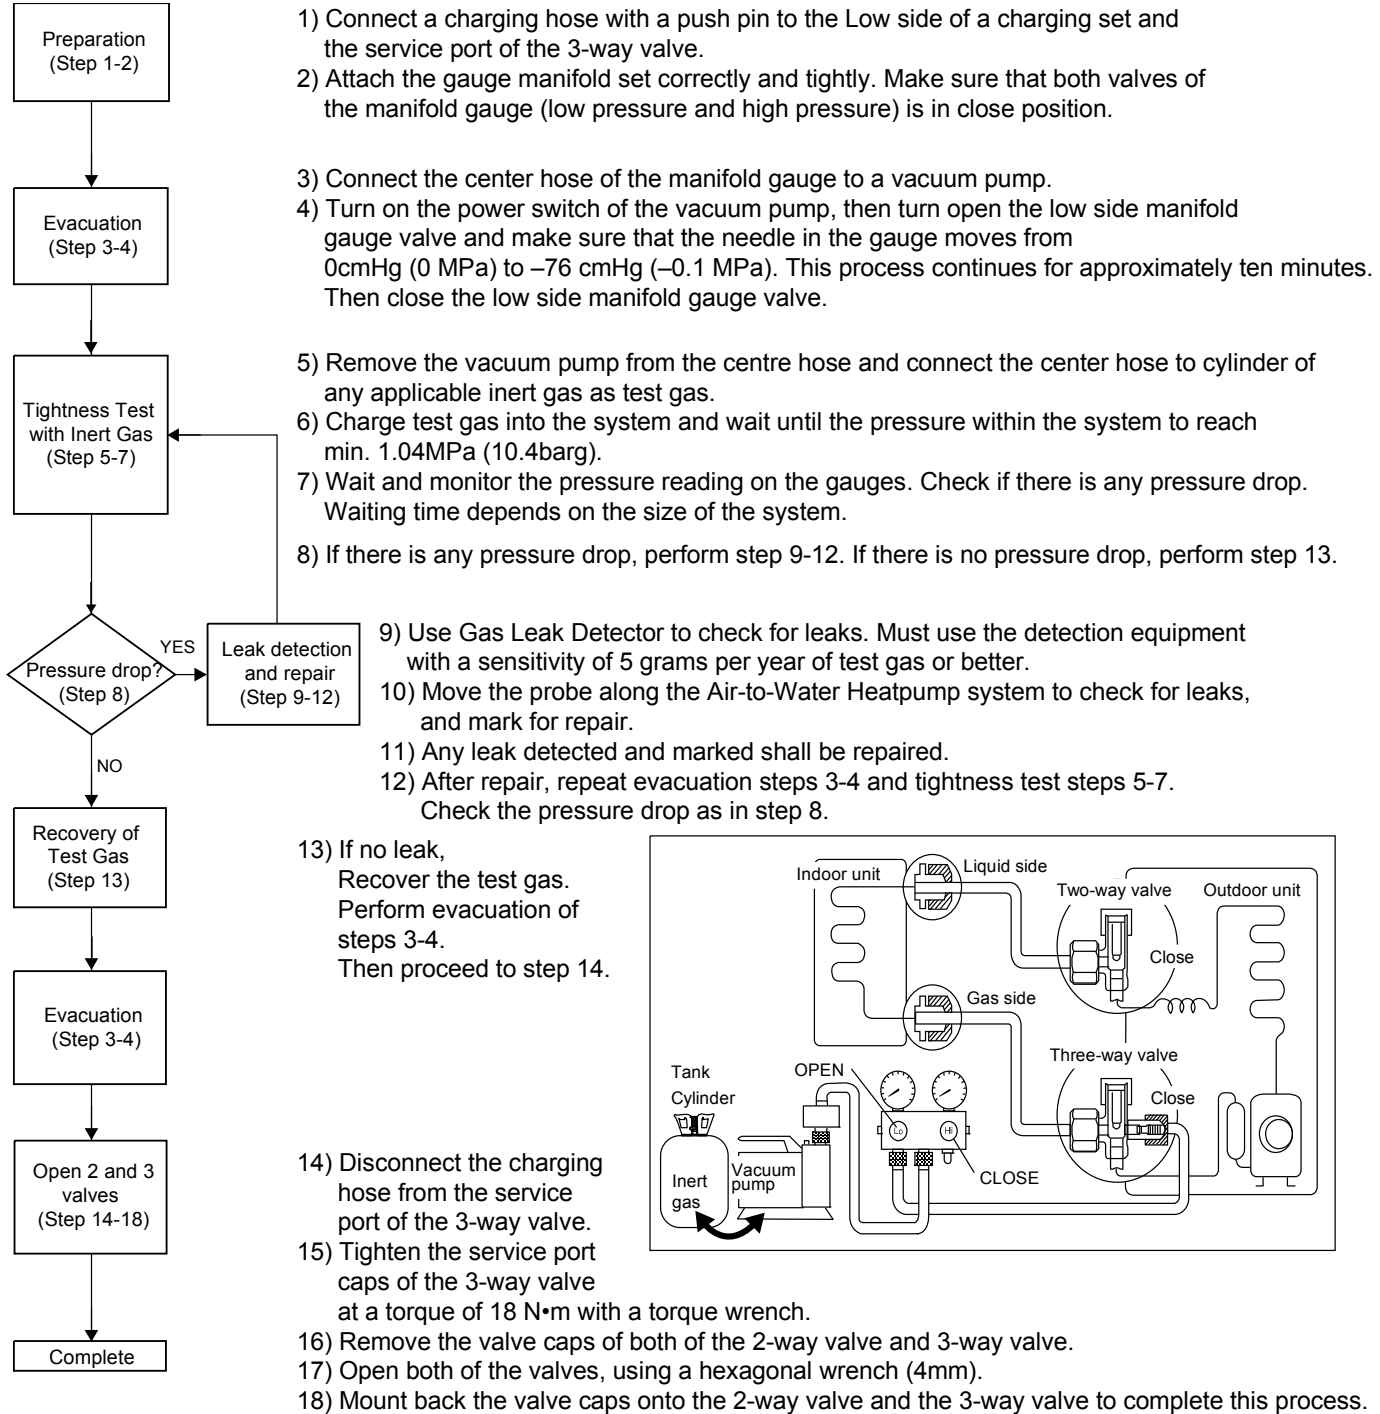 Preparation
(Step 1-2)
1) Connect a charging hose with a push pin to the Low side of a charging set and
the service port of the 3-way valve.
2) Attach the gauge manifold set correctly and tightly. Make sure that both valves of
the manifold gauge (low pressure and high pressure) is in close position.
Evacuation
(Step 3-4)
3) Connect the center hose of the manifold gauge to a vacuum pump.
4) Turn on the power switch of the vacuum pump, then turn open the low side manifold
gauge valve and make sure that the needle in the gauge moves from
0cmHg (0 MPa) to –76 cmHg (–0.1 MPa). This process continues for approximately ten minutes.
Then close the low side manifold gauge valve.
Tightness Test
with Inert Gas
(Step 5-7)
5) Remove the vacuum pump from the centre hose and connect the center hose to cylinder of
any applicable inert gas as test gas.
6) Charge test gas into the system and wait until the pressure within the system to reach
min. 1.04MPa (10.4barg).
7) Wait and monitor the pressure reading on the gauges. Check if there is any pressure drop.
Waiting time depends on the size of the system.
8) If there is any pressure drop, perform step 9-12. If there is no pressure drop, perform step 13.
Pressure drop?
(Step 8)
YES
NO
Leak detection
and repair
(Step 9-12)
9) Use Gas Leak Detector to check for leaks. Must use the detection equipment
with a sensitivity of 5 grams per year of test gas or better.
10) Move the probe along the Air-to-Water Heatpump system to check for leaks,
and mark for repair.
11) Any leak detected and marked shall be repaired.
12) After repair, repeat evacuation steps 3-4 and tightness test steps 5-7.
Check the pressure drop as in step 8.
Recovery of
Test Gas
(Step 13)
13) If no leak,
Recover the test gas.
Perform evacuation of
steps 3-4.
Then proceed to step 14.
Indoor unit
Liquid side
Two-way valve
Outdoor unit
Close
Gas side
Three-way valve
Close
OPEN
Tank
Cylinder
Lo
Hi
CLOSE
Inert
gas
Vacuum
pump
Evacuation
(Step 3-4)
Open 2 and 3
valves
(Step 14-18)
14) Disconnect the charging
hose from the service
port of the 3-way valve.
15) Tighten the service port
caps of the 3-way valve
at a torque of 18 N•m with a torque wrench.
16) Remove the valve caps of both of the 2-way valve and 3-way valve.
17) Open both of the valves, using a hexagonal wrench (4mm).
18) Mount back the valve caps onto the 2-way valve and the 3-way valve to complete this process.
Complete